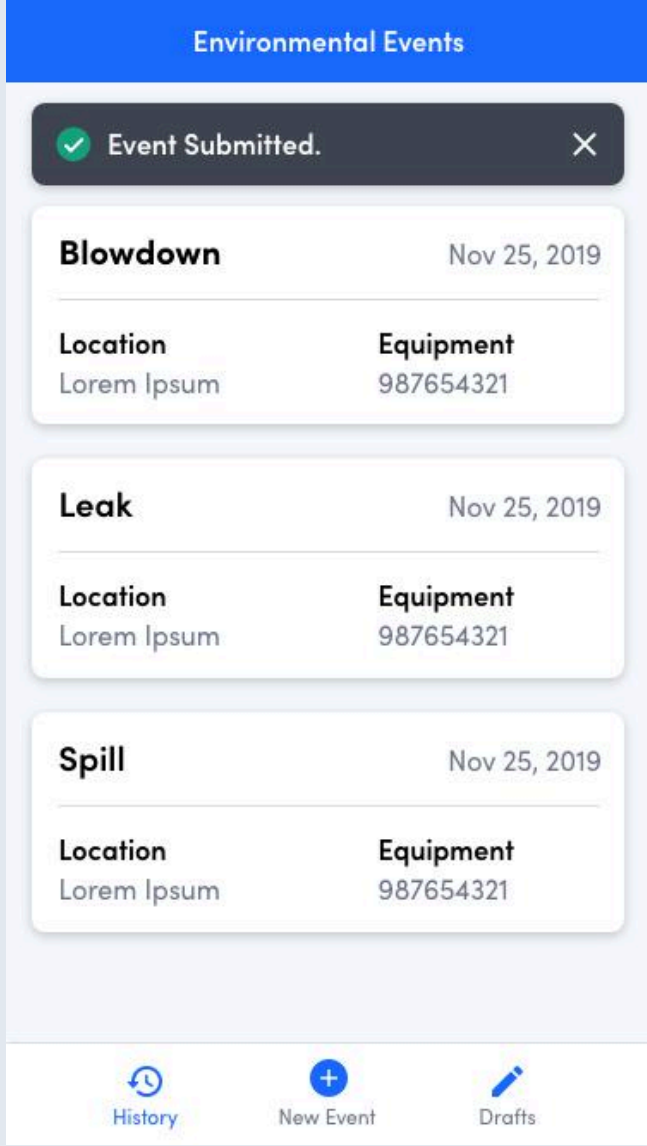 Environmental Events
Event Submitted.
Blowdown Nov 25, 2019
Location Equipment
Lorem Ipsum 987654321
Leak Nov 25, 2019
Location Equipment
Lorem Ipsum 987654321
Spill Nov 25, 2019
Location Equipment
Lorem Ipsum 987654321
History New Event Drafts